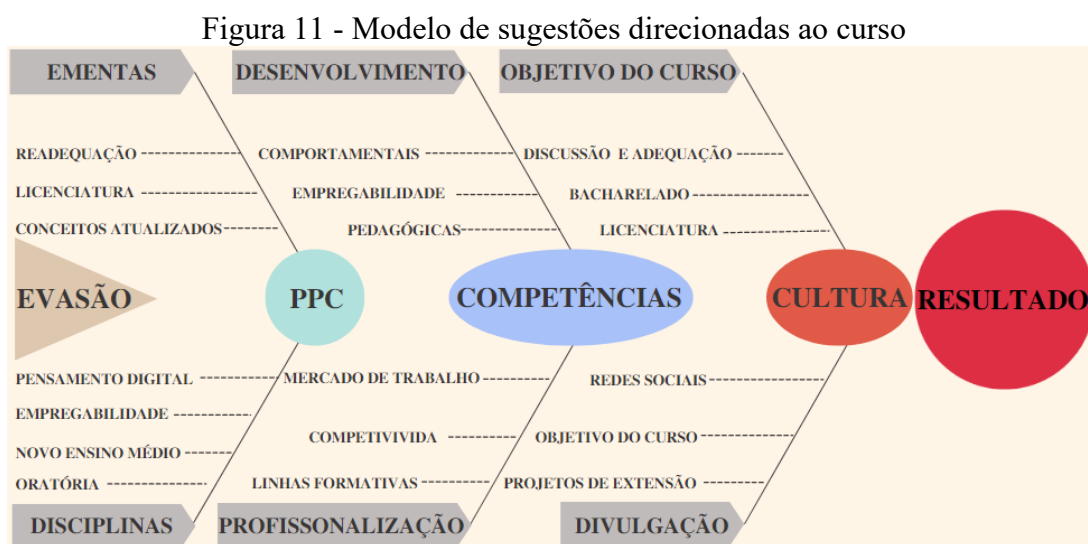 Figura 11 - Modelo de sugestões direcionadas ao curso
EMENTAS
DESENVOLVIMENTO
OBJETIVO DO CURSO
READEQUAÇÃO
COMPORTAMENTAIS
DISCUSSÃO E ADEQUAÇÃO
LICENCIATURA
EMPREGABILIDADE
BACHARELADO
CONCEITOS ATUALIZADOS
PEDAGÓGICAS
LICENCIATURA
EVASÃO
PPC
COMPETÊNCIAS
CULTURA
RESULTADO
PENSAMENTO DIGITAL
MERCADO DE TRABALHO
REDES SOCIAIS
EMPREGABILIDADE
COMPETIVIVIDA
OBJETIVO DO CURSO
NOVO ENSINO MÉDIO
ORATÓRIA
LINHAS FORMATIVAS
PROJETOS DE EXTENSÃO
DISCIPLINAS
PROFISSONALIZAÇÃO
DIVULGAÇÃO